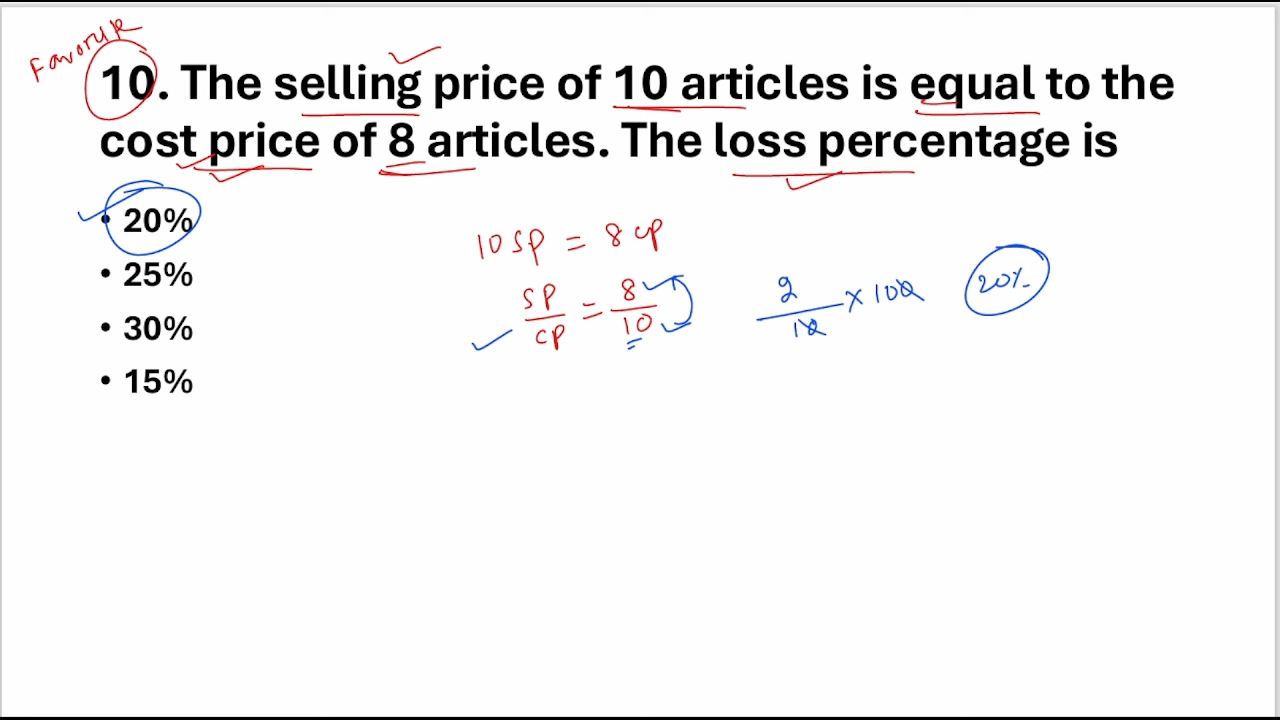 Favorite
10. The selling price of 10 articles is equal to the
cost price of 8 articles. The loss percentage is
• 20%
• 25%
• 30%
• 15%
10 SP = 8 CP
SP/CP = 8/10
2/10 × 100
20%